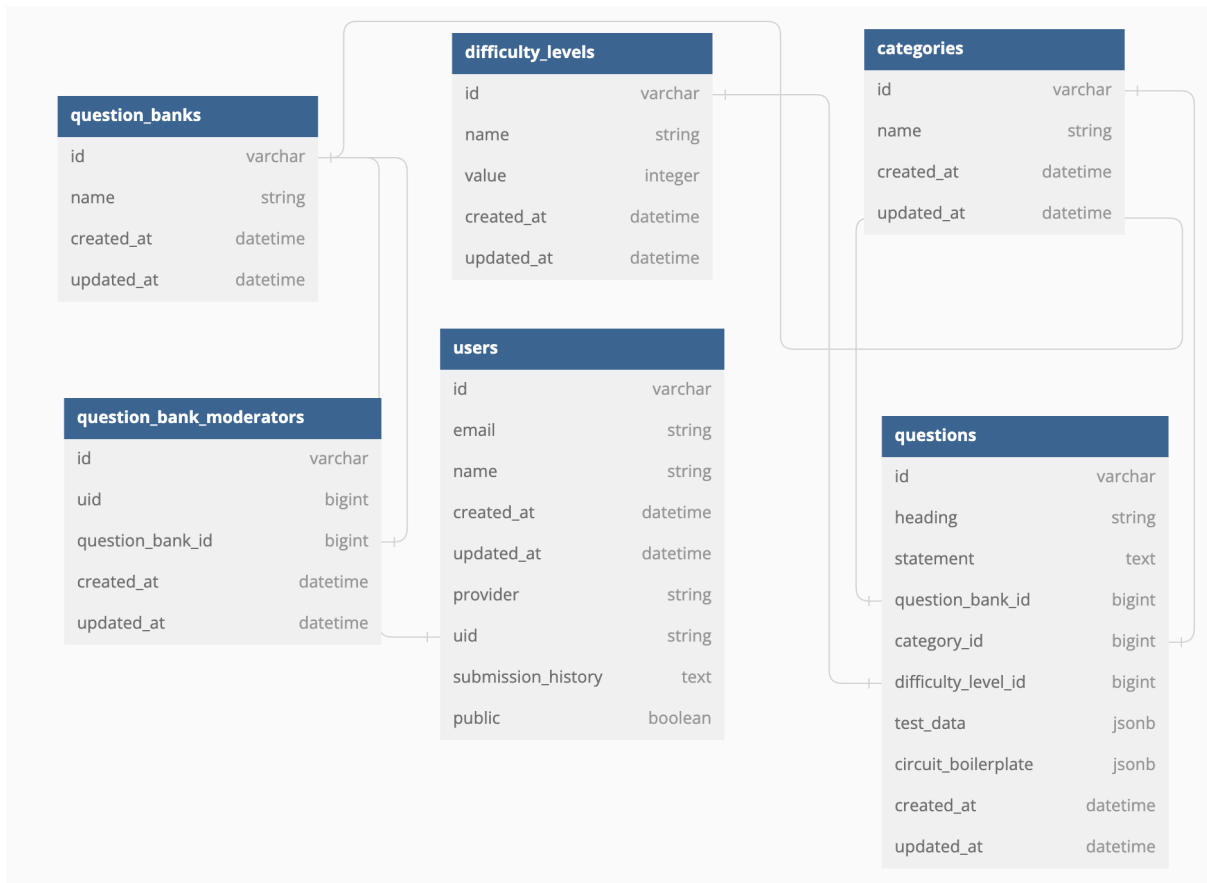 question_banks
id varchar
name string
created_at datetime
updated_at datetime
difficulty_levels
id varchar
name string
value integer
created_at datetime
updated_at datetime
categories
id varchar
name string
created_at datetime
updated_at datetime
question_bank_moderators
id varchar
uid bigint
question_bank_id bigint
created_at datetime
updated_at datetime
users
id varchar
email string
name string
created_at datetime
updated_at datetime
provider string
uid string
submission_history text
public boolean
questions
id varchar
heading string
statement text
question_bank_id bigint
category_id bigint
difficulty_level_id bigint
test_data jsonb
circuit_boilerplate jsonb
created_at datetime
updated_at datetime